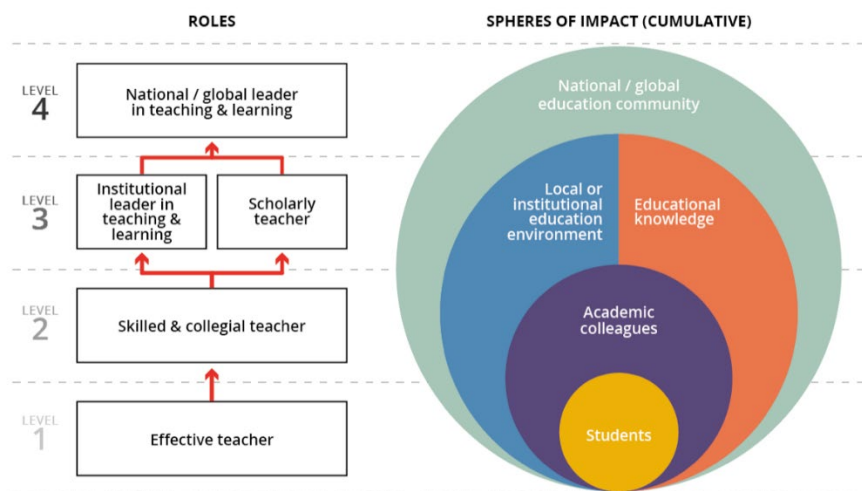 ROLES
SPHERES OF IMPACT (CUMULATIVE)
LEVEL
4
National / global leader
in teaching & learning
National / global
education community
LEVEL
3
Institutional
leader in
teaching &
learning
Scholarly
teacher
Local or
institutional
education
environment
Educational
knowledge
LEVEL
2
Skilled & collegial teacher
Academic
colleagues
LEVEL
1
Effective teacher
Students